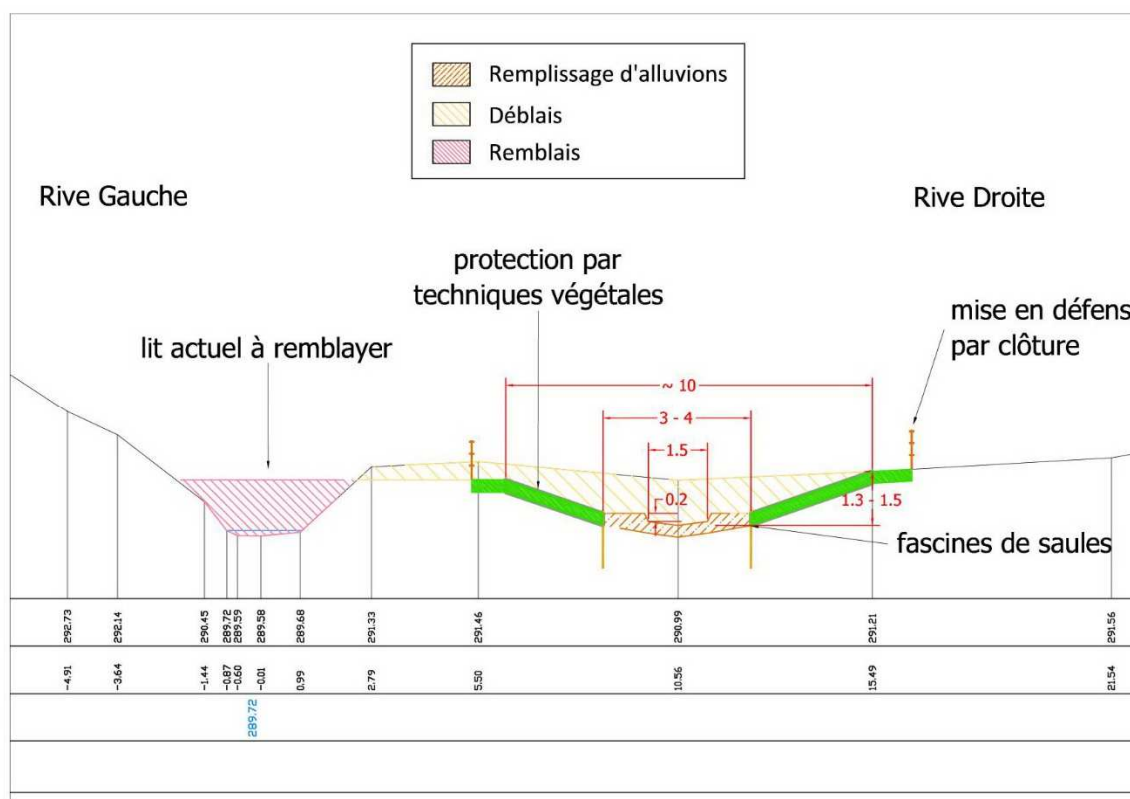 Remplissage d'alluvions
Déblais
Remblais
Rive Gauche
Rive Droite
protection par
techniques végétales
mise en défens
par clôture
lit actuel à remblayer
~ 10
3 - 4
1.5
0.2
1.3 - 1.5
fascines de saules
292.73 292.14 290.45 289.72 289.59 289.58 289.68 291.33 291.46 290.99 291.21 291.56
-4.91 -3.64 -1.44 -0.87 -0.60 -0.01 0.99 2.79 5.50 10.56 15.49 21.54
289.72